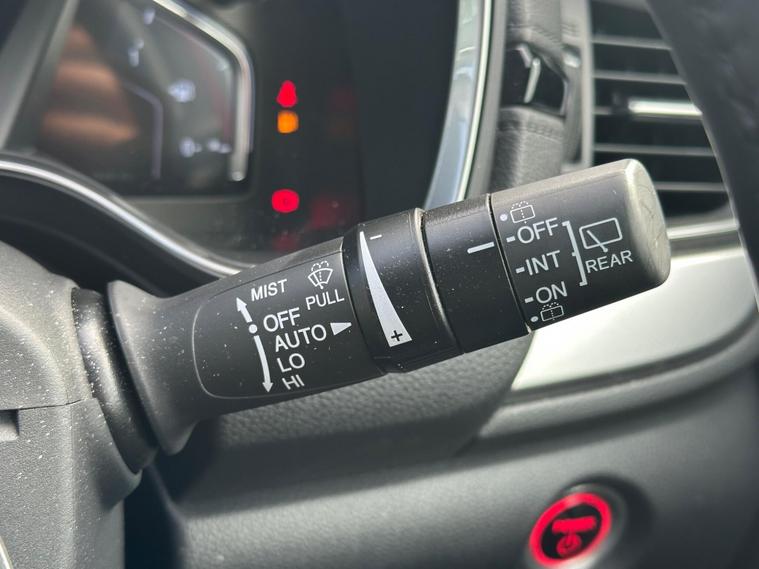 MIST
PULL
OFF
AUTO
LO
HI
-
+
OFF
INT
ON
REAR